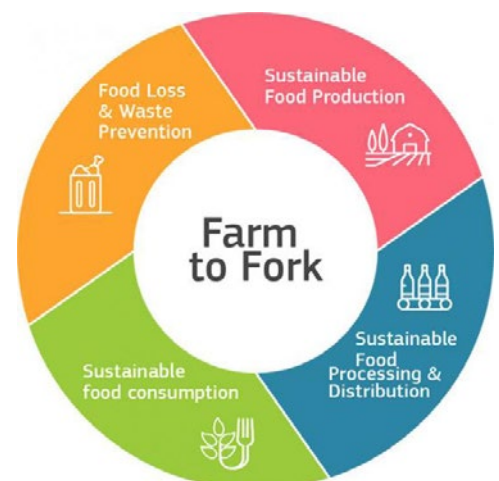 Farm
to Fork
Sustainable
Food Production
Sustainable
Food
Processing &
Distribution
Sustainable
food consumption
Food Loss
& Waste
Prevention